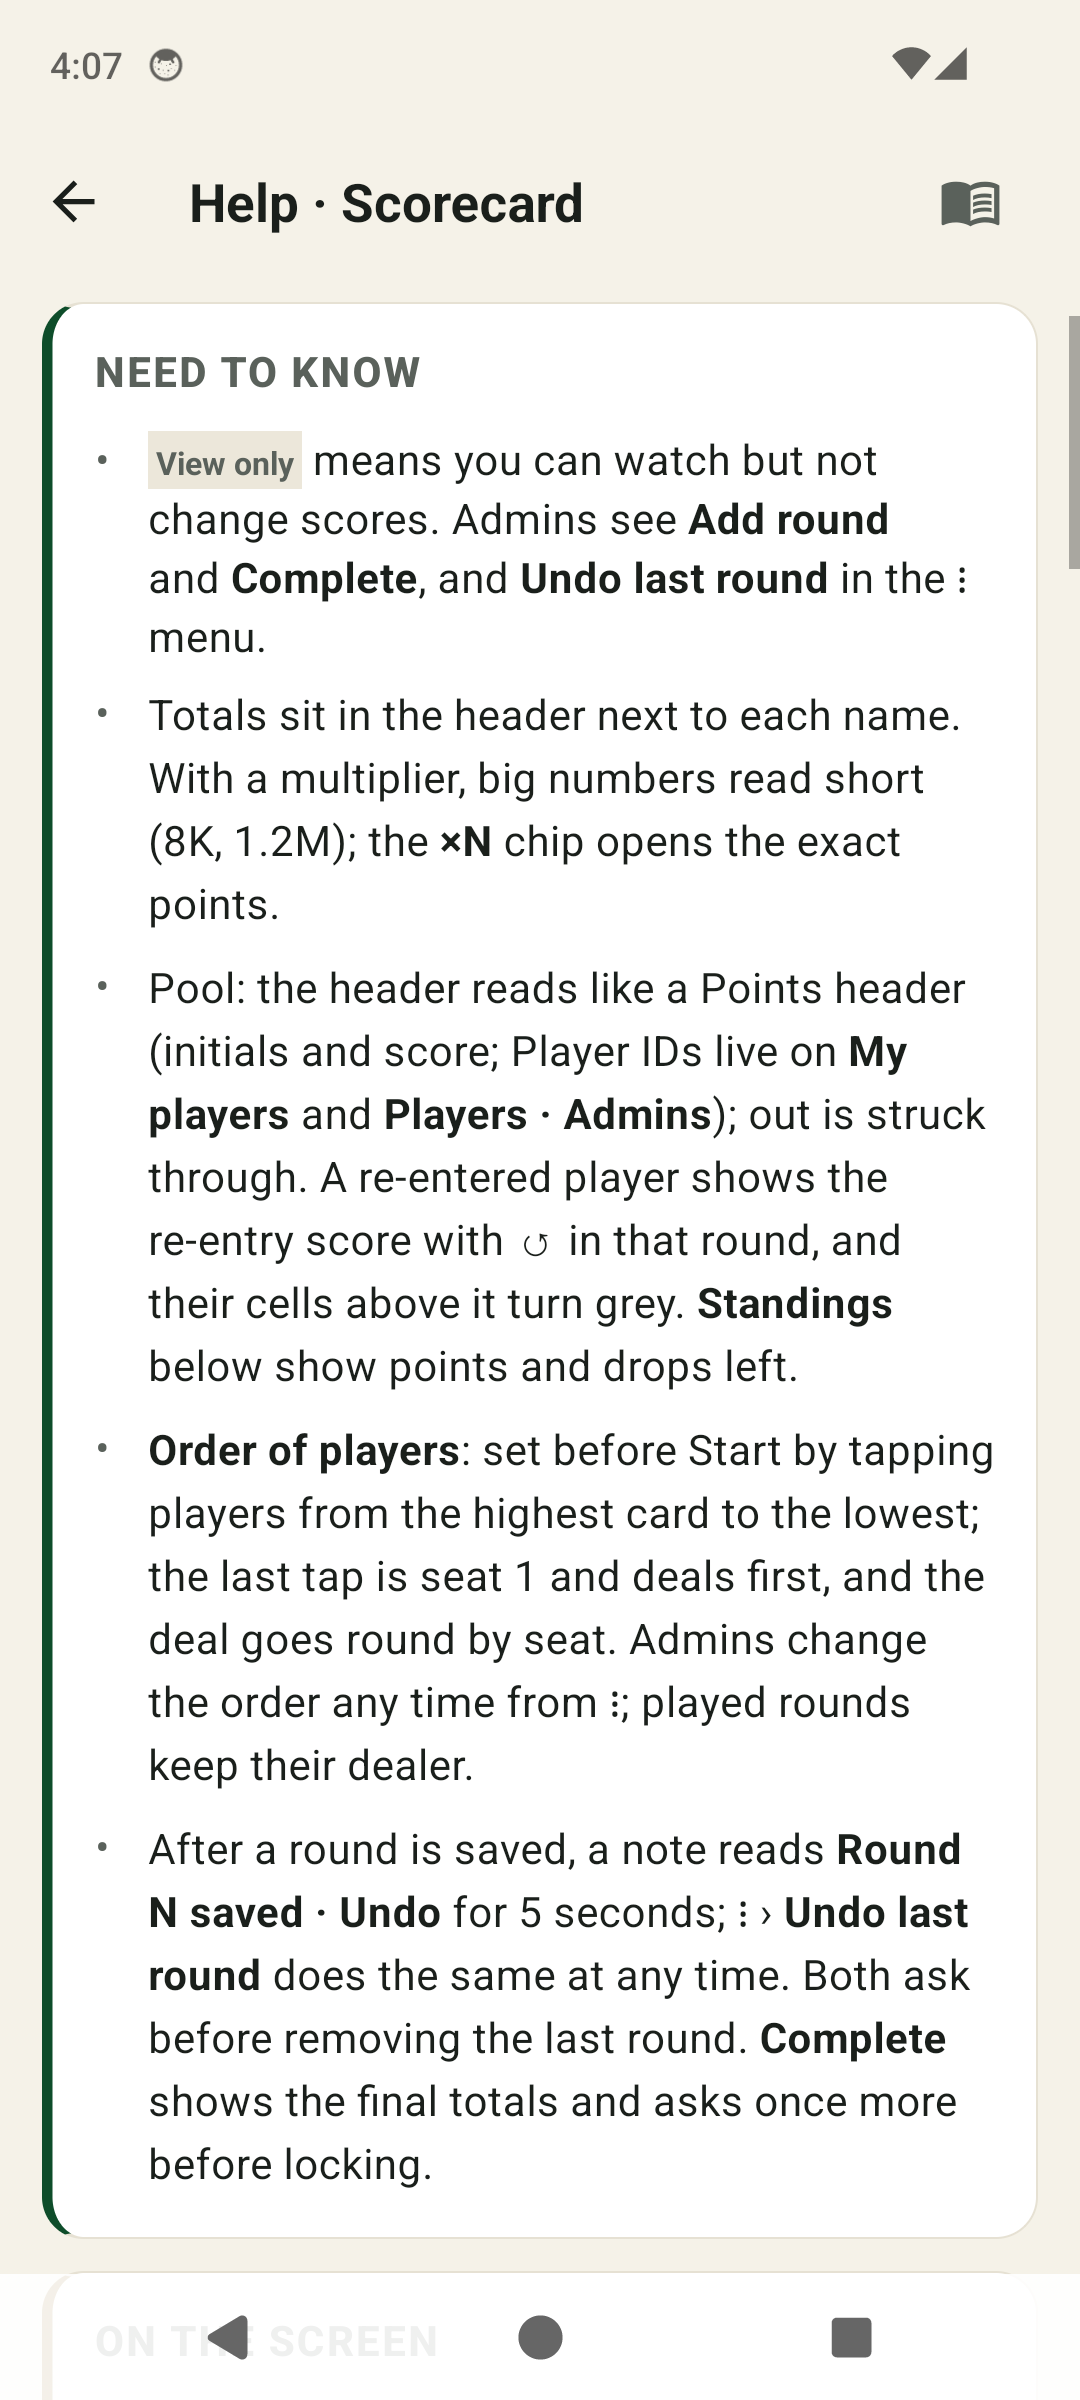 4:07
Help · Scorecard
NEED TO KNOW
• View only means you can watch but not
change scores. Admins see Add round
and Complete, and Undo last round in the ⋮
menu.
• Totals sit in the header next to each name.
With a multiplier, big numbers read short
(8K, 1.2M); the ×N chip opens the exact
points.
• Pool: the header reads like a Points header
(initials and score; Player IDs live on My
players and Players · Admins); out is struck
through. A re-entered player shows the
re-entry score with ↺ in that round, and
their cells above it turn grey. Standings
below show points and drops left.
• Order of players: set before Start by tapping
players from the highest card to the lowest;
the last tap is seat 1 and deals first, and the
deal goes round by seat. Admins change
the order any time from ⋮; played rounds
keep their dealer.
• After a round is saved, a note reads Round
N saved · Undo for 5 seconds; ⋮ › Undo last
round does the same at any time. Both ask
before removing the last round. Complete
shows the final totals and asks once more
before locking.
ON THE SCREEN